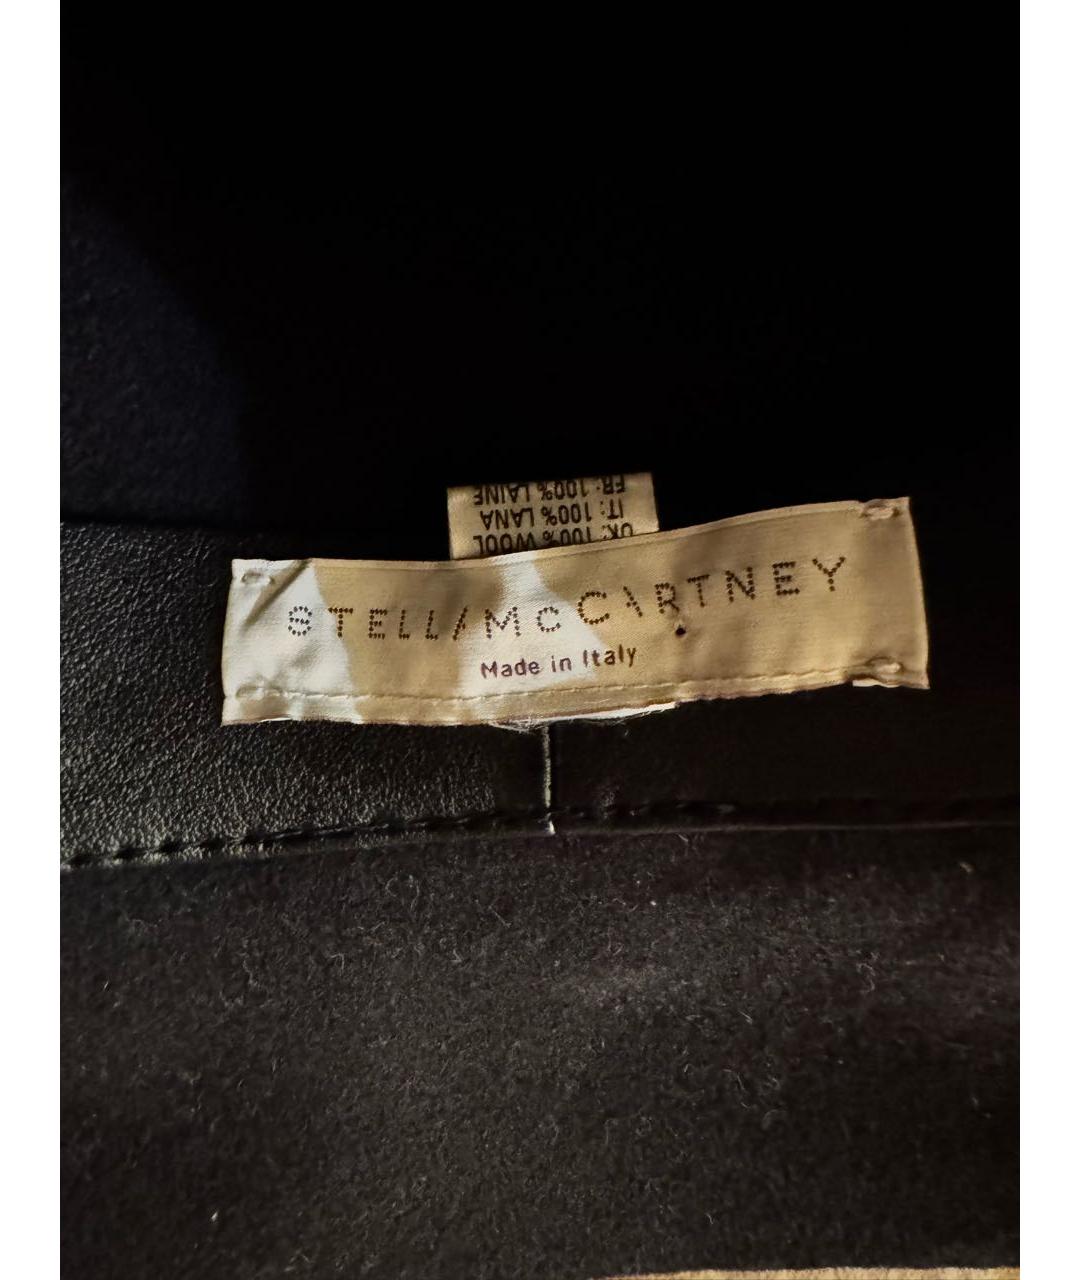 FR: 100% LAINE
IT: 100% LANA
UK: 100% WOOL
STELLA McCARTNEY
Made in Italy